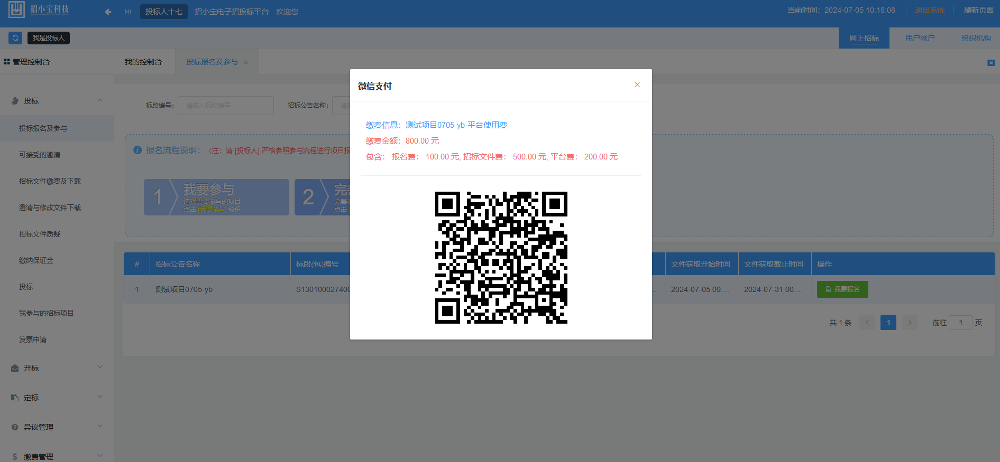 招小宝科技
Hi 投标人十七 招小宝电子招投标平台 欢迎您
当前时间：2024-07-05 10:18:08 退出系统 刷新页面
我是投标人
网上招标 用户帐户 组织机构
管理控制台
我的控制台 投标报名及参与
投标
投标报名及参与
可接受的邀请
招标文件缴费及下载
澄清与修改文件下载
招标文件质疑
缴纳保证金
投标
我参与的招标项目
发票申请
开标
定标
异议管理
缴费管理
标段编号： 请输入标段编号 招标公告名称：
报名流程说明： （注：请 [投标人] 严格参照参与流程进行项目报
1 我要参与
选择需要参与的项目
点击 [我要参与] 按钮
2
点击
# 招标公告名称 标段(包)编号 文件获取开始时间 文件获取截止时间 操作
1 测试项目0705-yb S130100027400 2024-07-05 09:... 2024-07-31 00:... 我要报名
共 1 条 1 前往 1 页
微信支付
缴费信息：测试项目0705-yb-平台使用费
缴费金额：800.00 元
包含： 报名费： 100.00 元, 招标文件费： 500.00 元, 平台费： 200.00 元